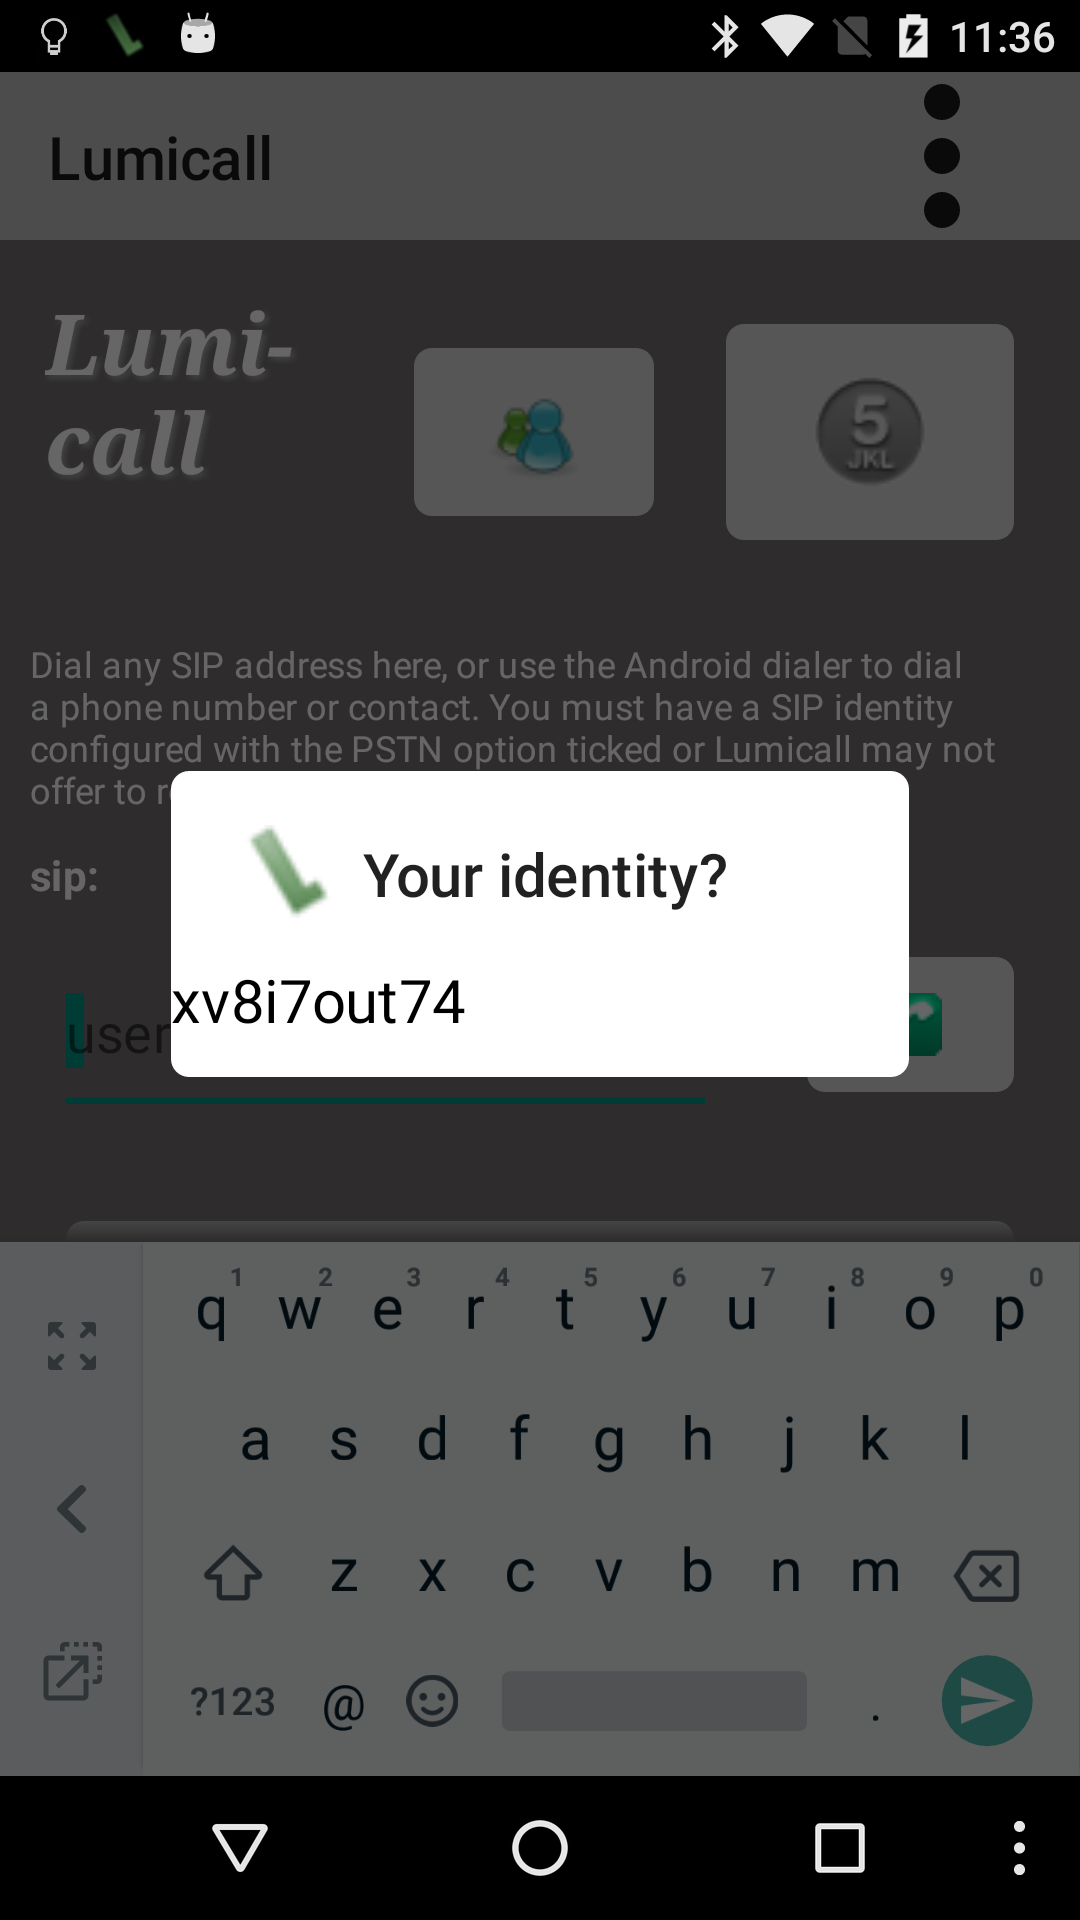 11:36
Lumicall
Lumi-
call
5
JKL
Dial any SIP address here, or use the Android dialer to dial
a phone number or contact. You must have a SIP identity
configured with the PSTN option ticked or Lumicall may not
offer to
sip:
Your identity?
xv8i7out74
user
1 2 3 4 5 6 7 8 9 0
q w e r t y u i o p
a s d f g h j k l
z x c v b n m
?123 @ .